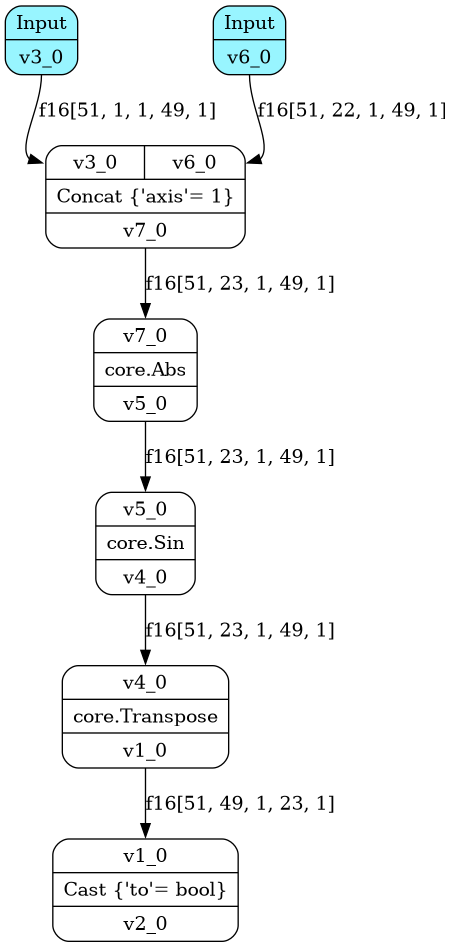 Input
v3_0
Input
v6_0
f16[51, 1, 1, 49, 1]
f16[51, 22, 1, 49, 1]
v3_0 v6_0
Concat {'axis'= 1}
v7_0
f16[51, 23, 1, 49, 1]
v7_0
core.Abs
v5_0
f16[51, 23, 1, 49, 1]
v5_0
core.Sin
v4_0
f16[51, 23, 1, 49, 1]
v4_0
core.Transpose
v1_0
f16[51, 49, 1, 23, 1]
v1_0
Cast {'to'= bool}
v2_0